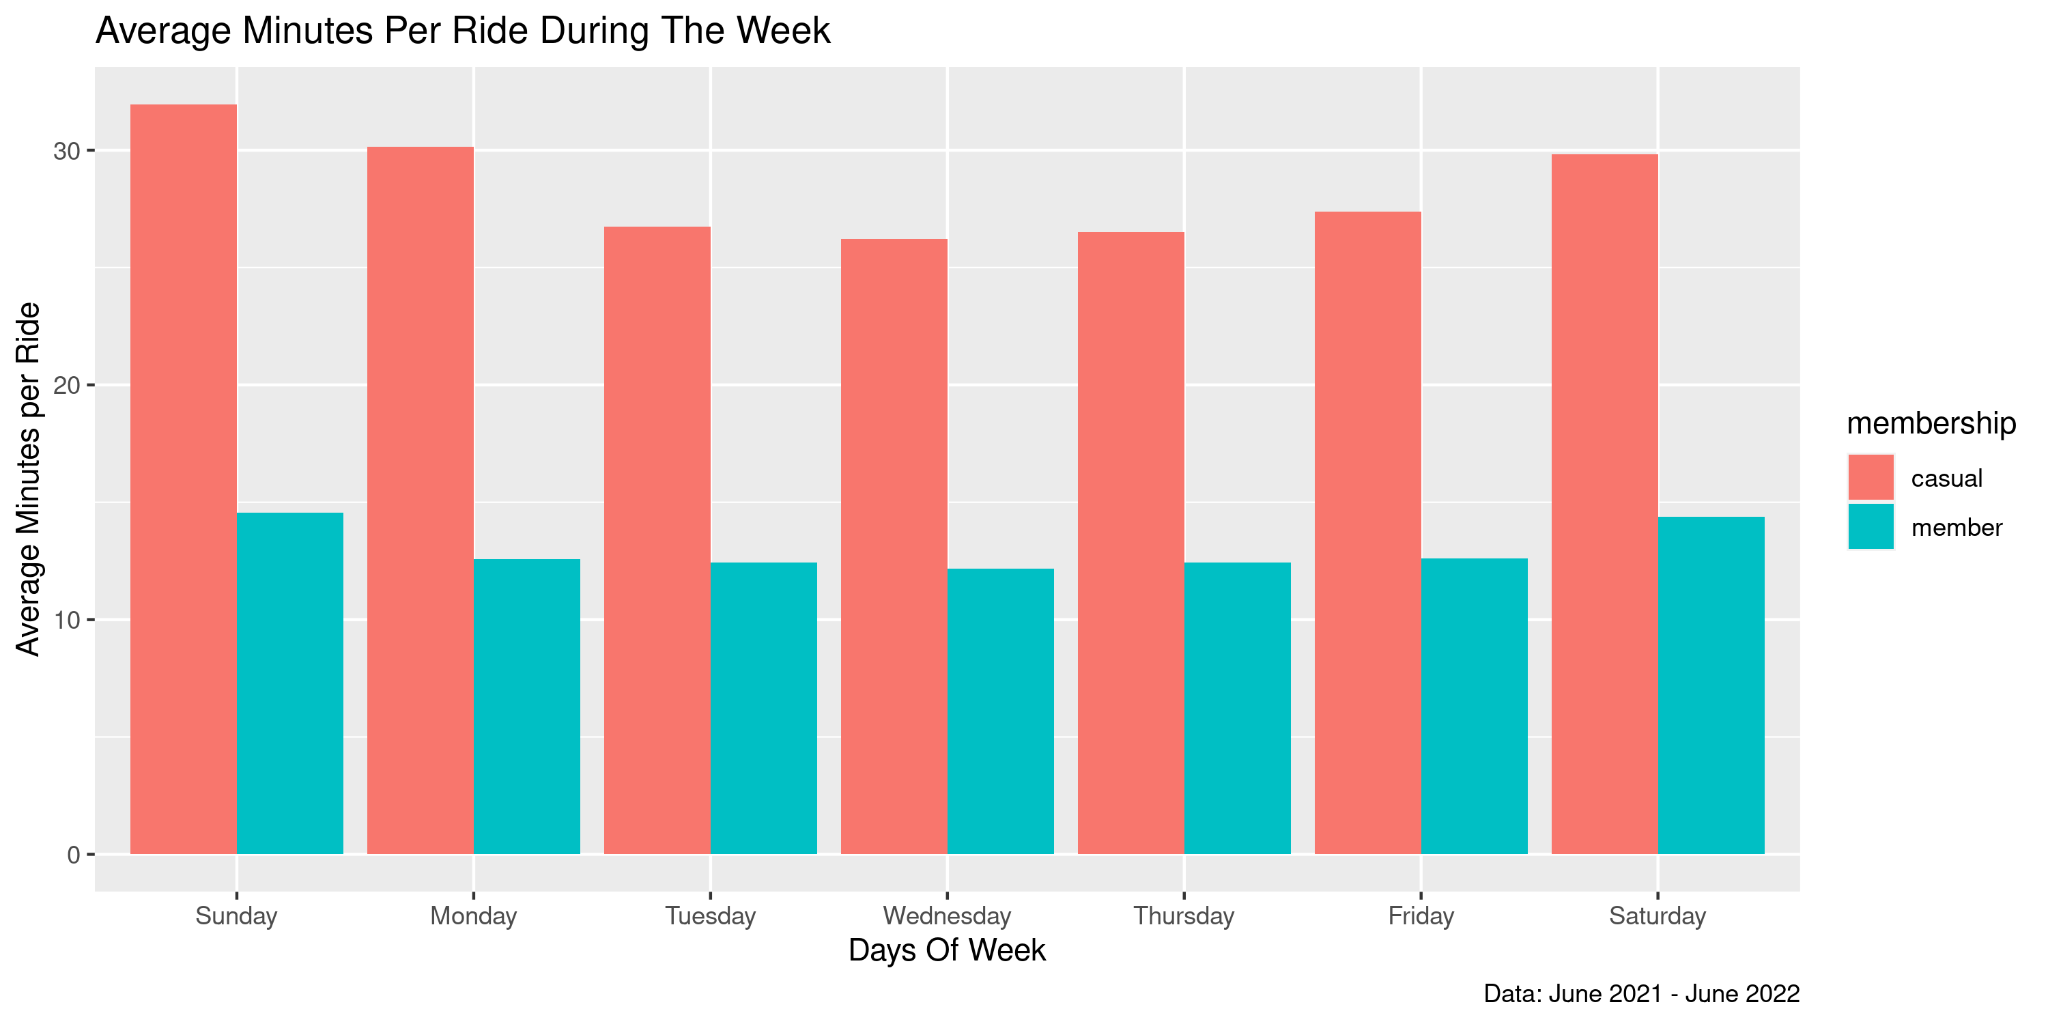 Average Minutes Per Ride During The Week
Average Minutes per Ride
30
20
10
0
Sunday Monday Tuesday Wednesday Thursday Friday Saturday
Days Of Week
membership
casual
member
Data: June 2021 - June 2022